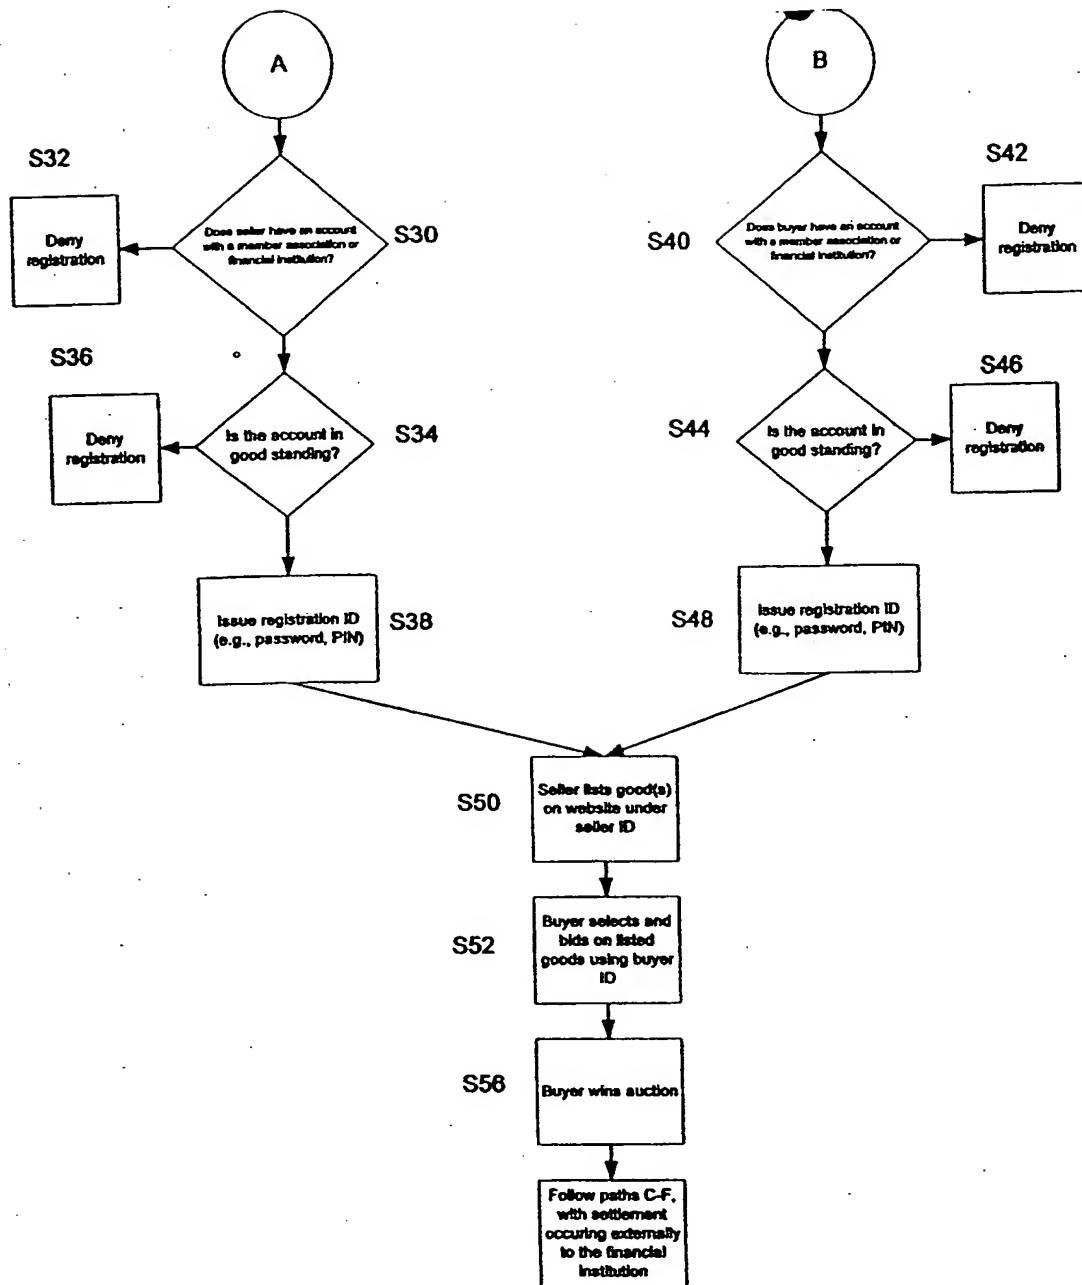 A
B
S32
Deny
registration
Does seller have an account
with a member association or
financial institution?
S30
S40
Does buyer have an account
with a member association or
financial institution?
S42
Deny
registration
S36
Deny
registration
Is the account in
good standing?
S34
S44
Is the account in
good standing?
S46
Deny
registration
Issue registration ID
(e.g., password, PIN)
S38
S48
Issue registration ID
(e.g., password, PIN)
S50
Seller lists good(s)
on website under
seller ID
S52
Buyer selects and
bids on listed
goods using buyer
ID
S56
Buyer wins auction
Follow paths C-F,
with settlement
occuring externally
to the financial
institution